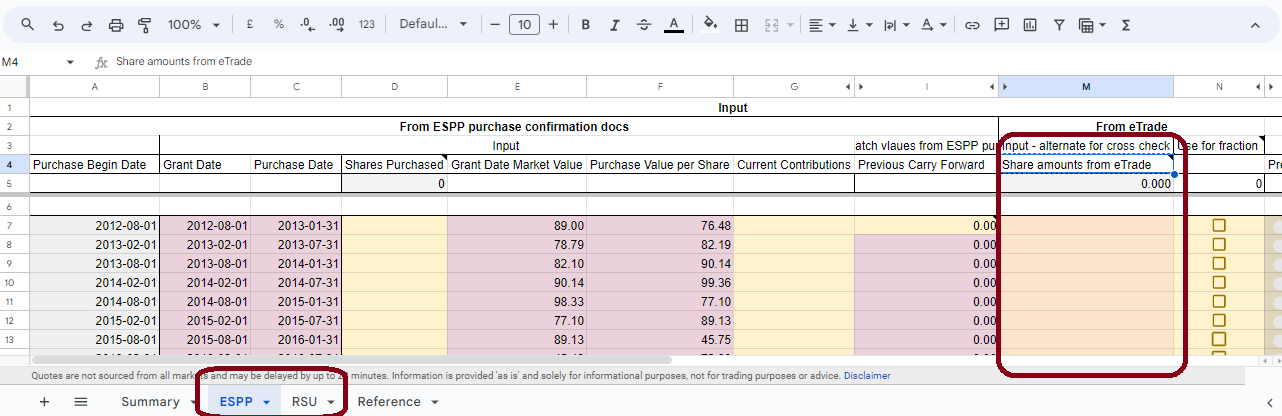 100% £ % .0 .00 123 Defaul... − 10 + B I S A Σ
M4 fx Share amounts from eTrade
A B C D E F G I M N
1 Input
2 From ESPP purchase confirmation docs From eTrade
3 Input atch vlaues from ESPP pur Input - alternate for cross check Use for fraction
4 Purchase Begin Date Grant Date Purchase Date Shares Purchased Grant Date Market Value Purchase Value per Share Current Contributions Previous Carry Forward Share amounts from eTrade Pre
5 0 0.000 0
6
7 2012-08-01 2012-08-01 2013-01-31 89.00 76.48 0.00
8 2013-02-01 2013-02-01 2013-07-31 78.79 82.19 0.00
9 2013-08-01 2013-08-01 2014-01-31 82.10 90.14 0.00
10 2014-02-01 2014-02-01 2014-07-31 90.14 99.36 0.00
11 2014-08-01 2014-08-01 2015-01-31 98.33 77.10 0.00
12 2015-02-01 2015-02-01 2015-07-31 77.10 89.13 0.00
13 2015-08-01 2015-08-01 2016-01-31 89.13 45.75 0.00
Quotes are not sourced from all markets and may be delayed by up to minutes. Information is provided 'as is' and solely for informational purposes, not for trading purposes or advice. Disclaimer
+ Summary ESPP RSU Reference